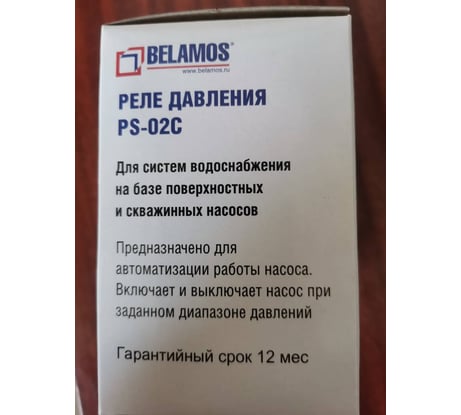 BELAMOS®
www.belamos.ru
РЕЛЕ ДАВЛЕНИЯ
PS-02C
Для систем водоснабжения
на базе поверхностных
и скважинных насосов
Предназначено для
автоматизации работы насоса.
Включает и выключает насос при
заданном диапазоне давлений
Гарантийный срок 12 мес